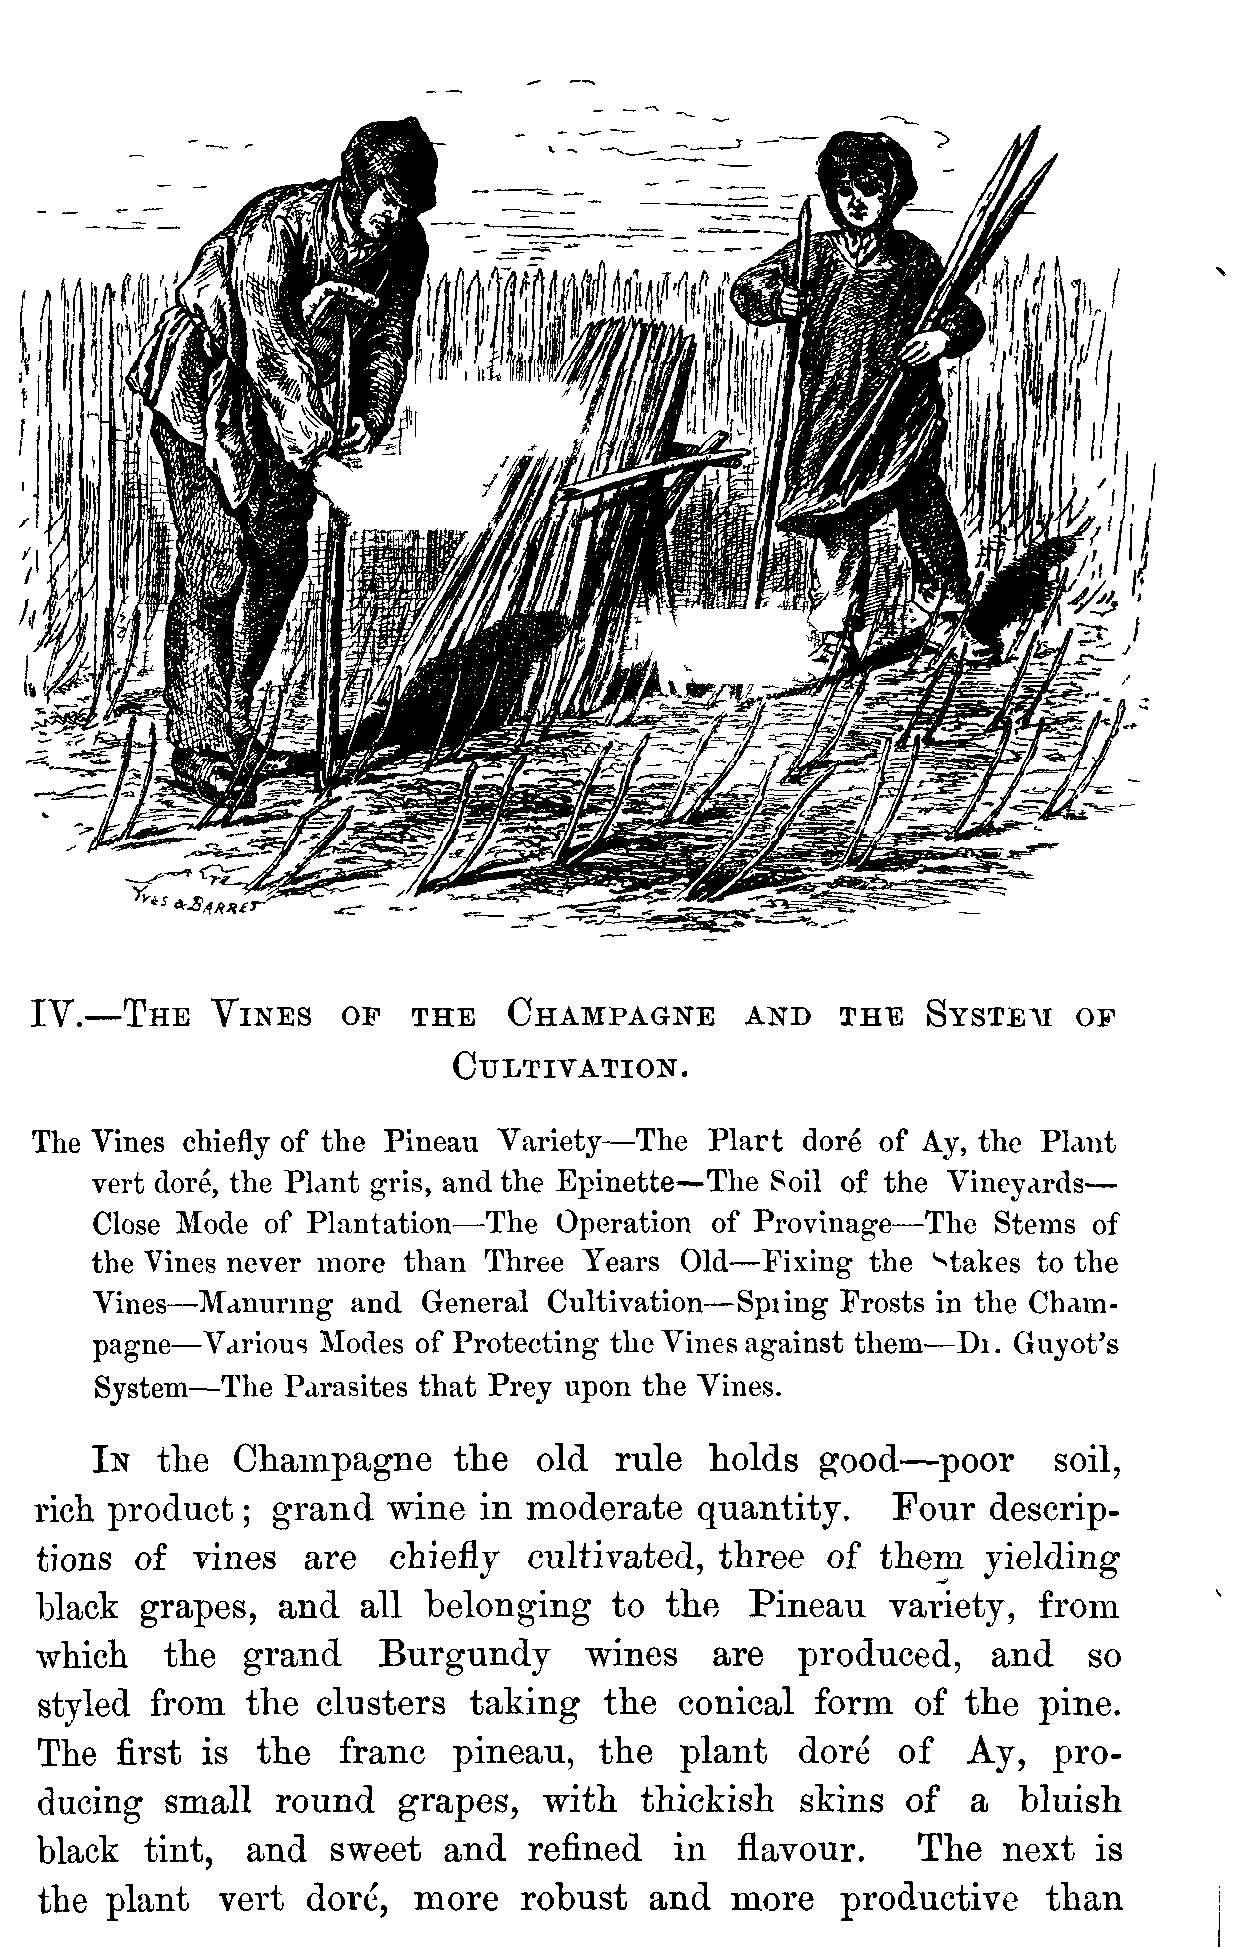 Yves & Barret
IV.—The Vines of the Champagne and the System of
Cultivation.
The Vines chiefly of the Pineau Variety—The Plart doré of Ay, the Plant
vert doré, the Plant gris, and the Epinette—The Soil of the Vineyards—
Close Mode of Plantation—The Operation of Provinage—The Stems of
the Vines never more than Three Years Old—Fixing the Stakes to the
Vines—Manuring and General Cultivation—Spring Frosts in the Cham-
pagne—Various Modes of Protecting the Vines against them—Dr. Guyot's
System—The Parasites that Prey upon the Vines.
In the Champagne the old rule holds good—poor soil,
rich product; grand wine in moderate quantity. Four descrip-
tions of vines are chiefly cultivated, three of them yielding
black grapes, and all belonging to the Pineau variety, from
which the grand Burgundy wines are produced, and so
styled from the clusters taking the conical form of the pine.
The first is the franc pineau, the plant doré of Ay, pro-
ducing small round grapes, with thickish skins of a bluish
black tint, and sweet and refined in flavour. The next is
the plant vert doré, more robust and more productive than